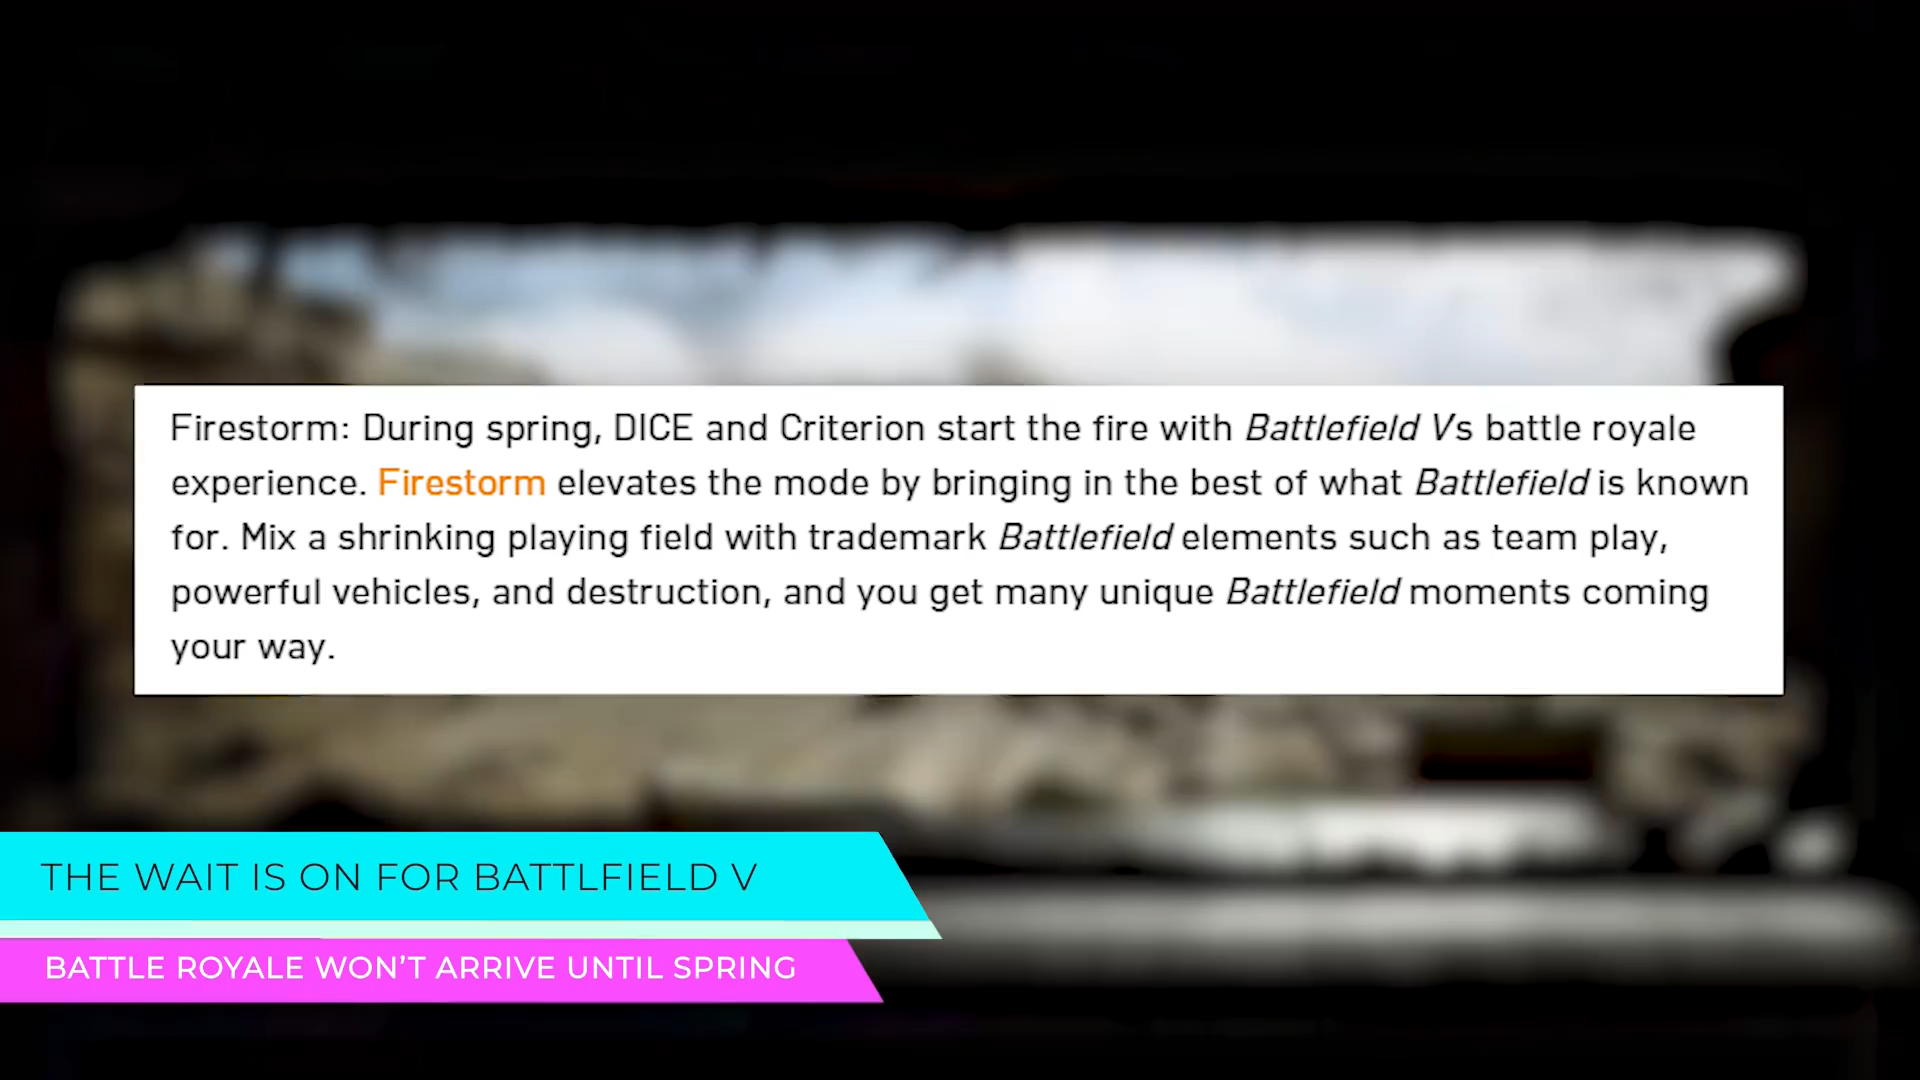 Firestorm: During spring, DICE and Criterion start the fire with Battlefield Vs battle royale
experience. Firestorm elevates the mode by bringing in the best of what Battlefield is known
for. Mix a shrinking playing field with trademark Battlefield elements such as team play,
powerful vehicles, and destruction, and you get many unique Battlefield moments coming
your way.
THE WAIT IS ON FOR BATTLFIELD V
BATTLE ROYALE WON'T ARRIVE UNTIL SPRING